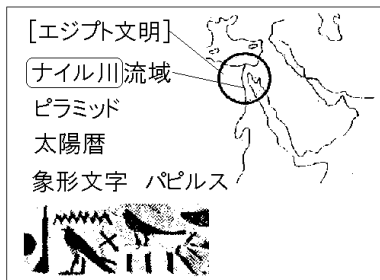 [エジプト文明]
ナイル川流域
ピラミッド
太陽暦
象形文字 パピルス